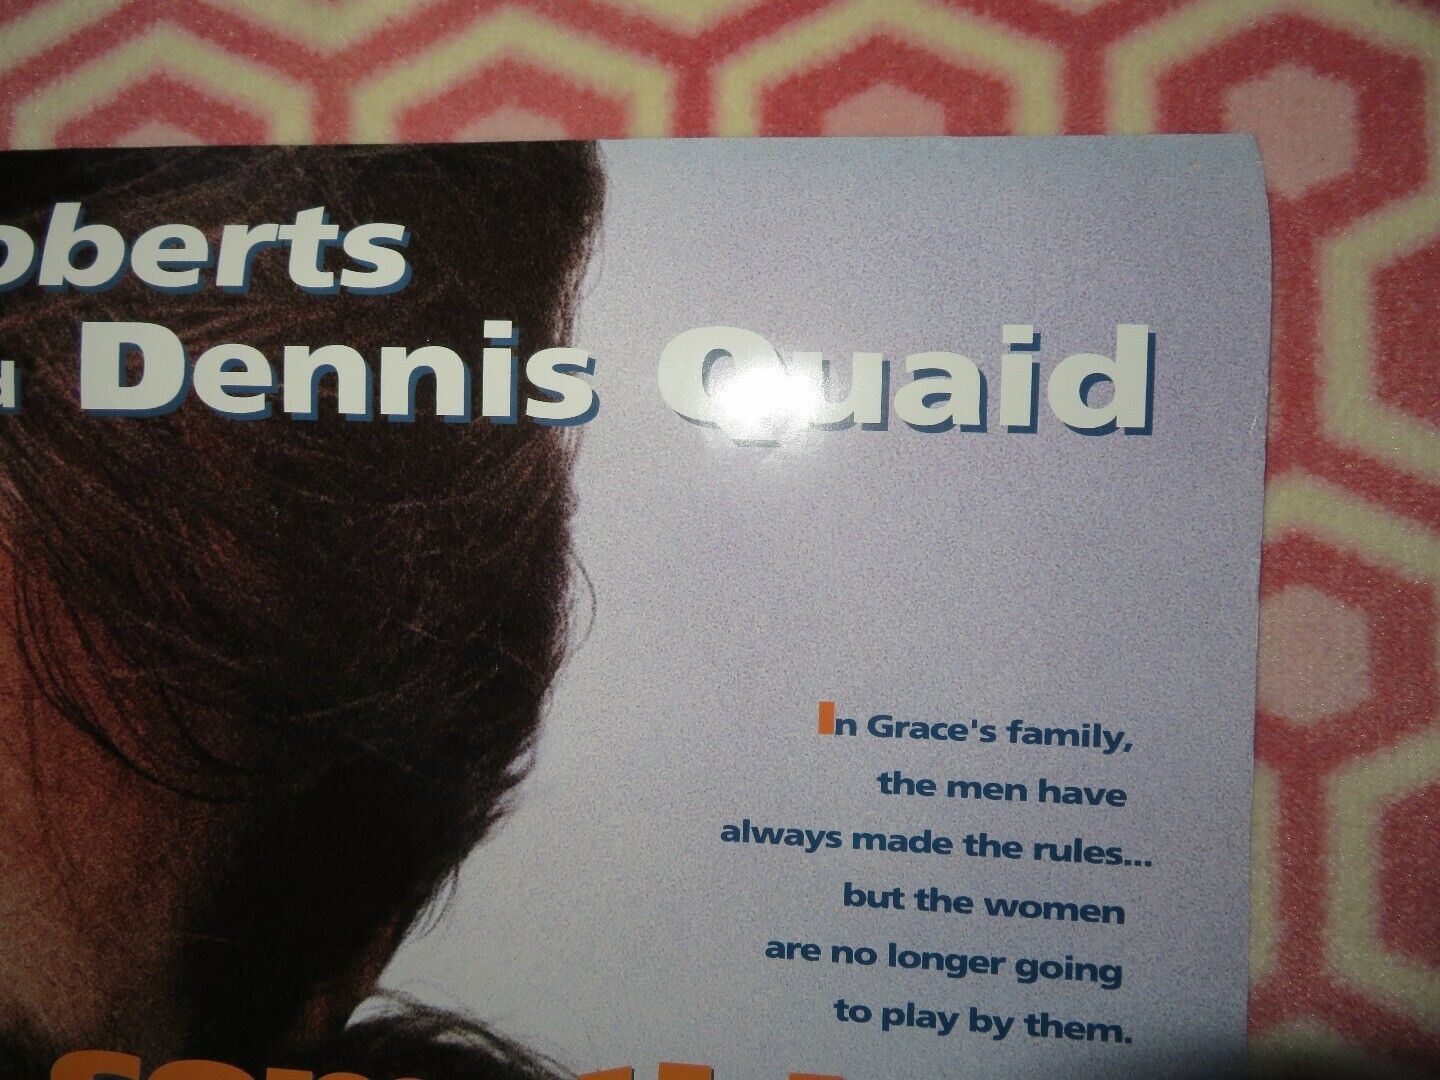 oberts
Dennis Quaid
In Grace's family,
the men have
always made the rules...
but the women
are no longer going
to play by them.